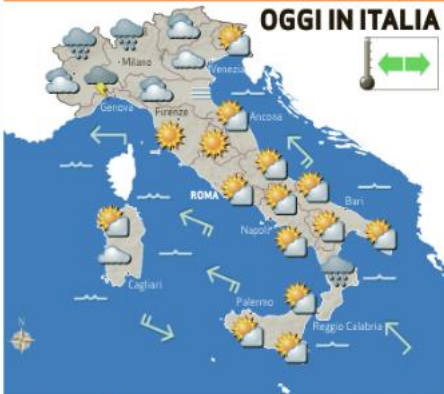 OGGI IN ITALIA
Milano
Venezia
Genova
Firenze
Ancona
ROMA
Bari
Napoli
Cagliari
Palermo
Reggio Calabria
N